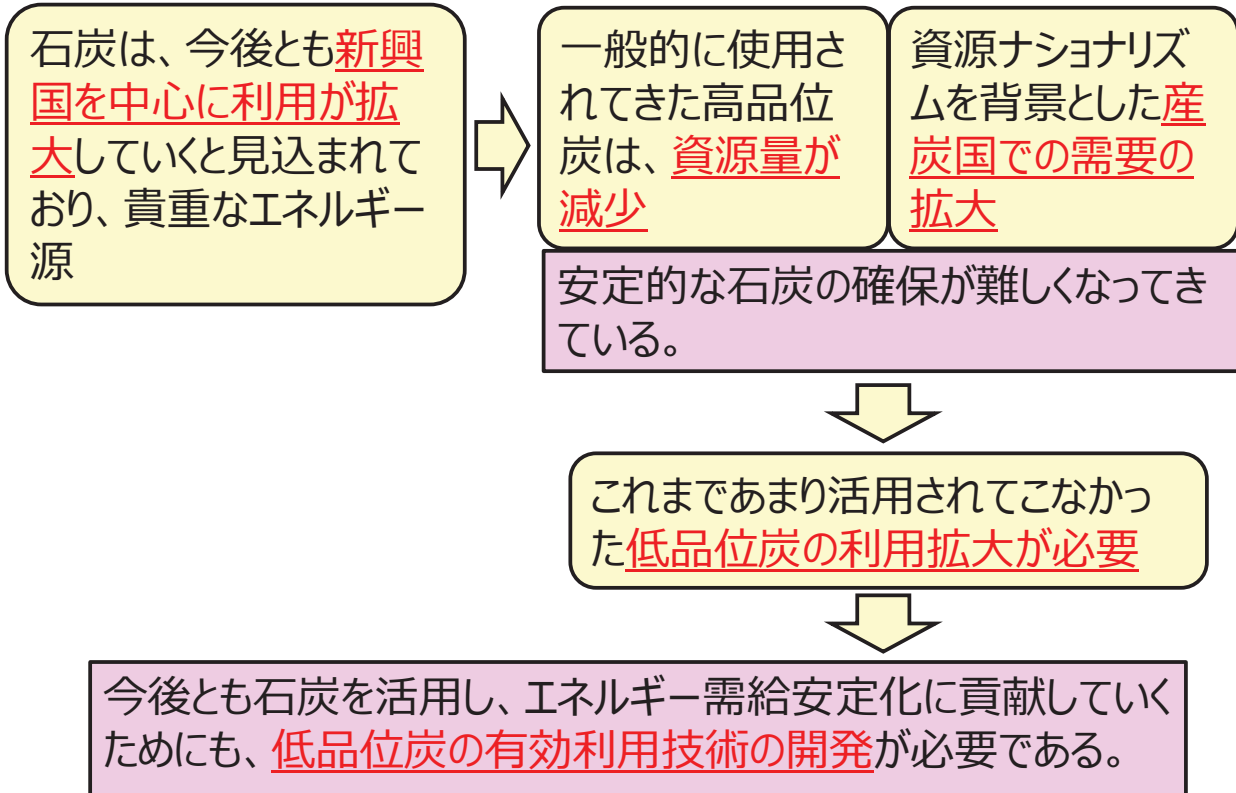 石炭は、今後とも新興
国を中心に利用が拡
大していくと見込まれて
おり、貴重なエネルギー
源
一般的に使用さ
れてきた高品位
炭は、資源量が
減少
資源ナショナリズ
ムを背景とした産
炭国での需要の
拡大
安定的な石炭の確保が難しくなってき
ている。
これまであまり活用されてこなかっ
た低品位炭の利用拡大が必要
今後とも石炭を活用し、エネルギー需給安定化に貢献していく
ためにも、低品位炭の有効利用技術の開発が必要である。